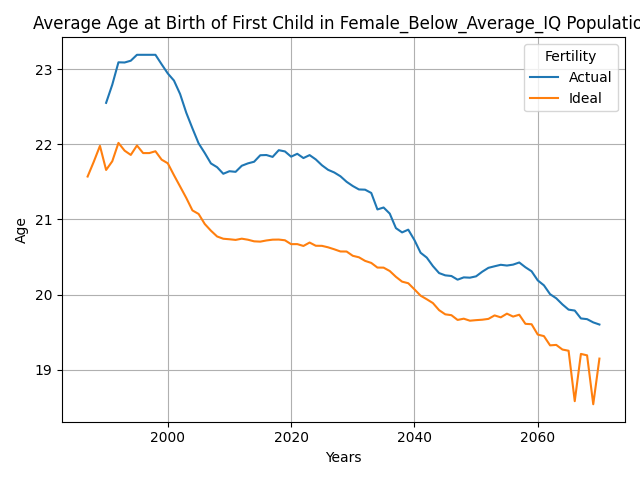 Average Age at Birth of First Child in Female_Below_Average_IQ Populatio
Fertility
Actual
Ideal
23
22
21
20
19
Age
2000
2020
2040
2060
Years